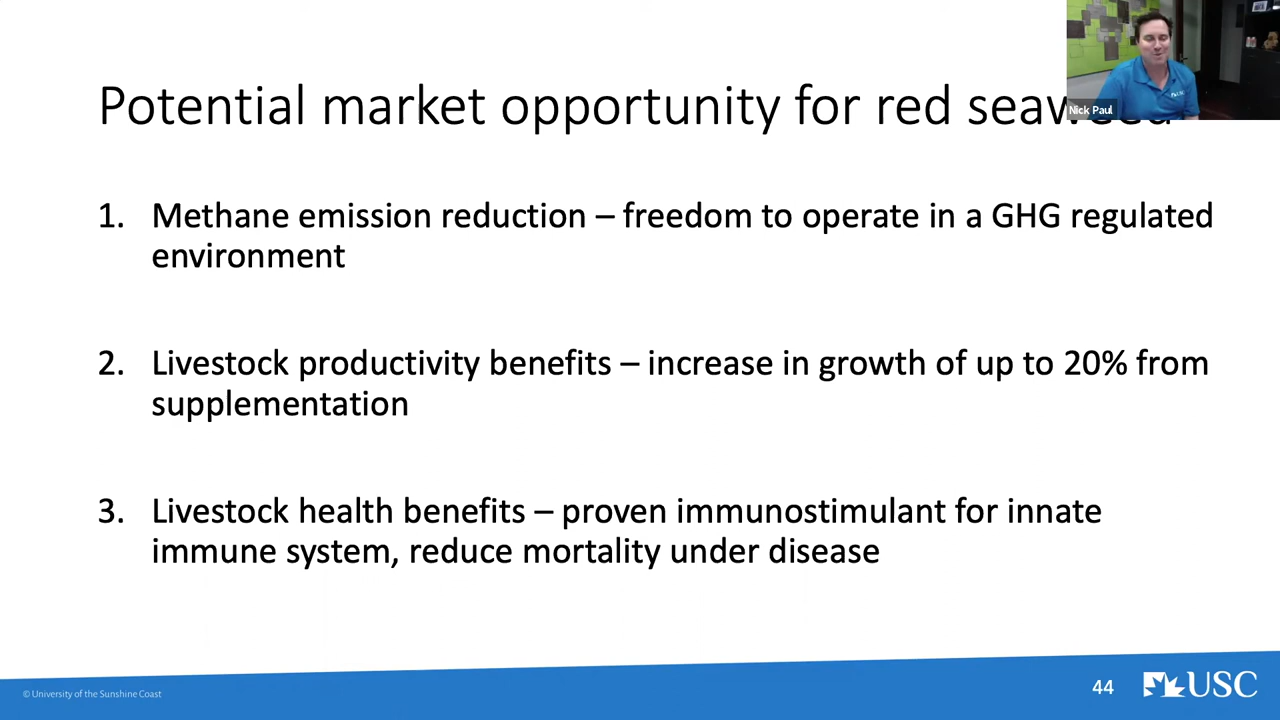 Potential market opportunity for red seaweed
Nick Paul
1. Methane emission reduction – freedom to operate in a GHG regulated
environment
2. Livestock productivity benefits – increase in growth of up to 20% from
supplementation
3. Livestock health benefits – proven immunostimulant for innate
immune system, reduce mortality under disease
© University of the Sunshine Coast
44
USC